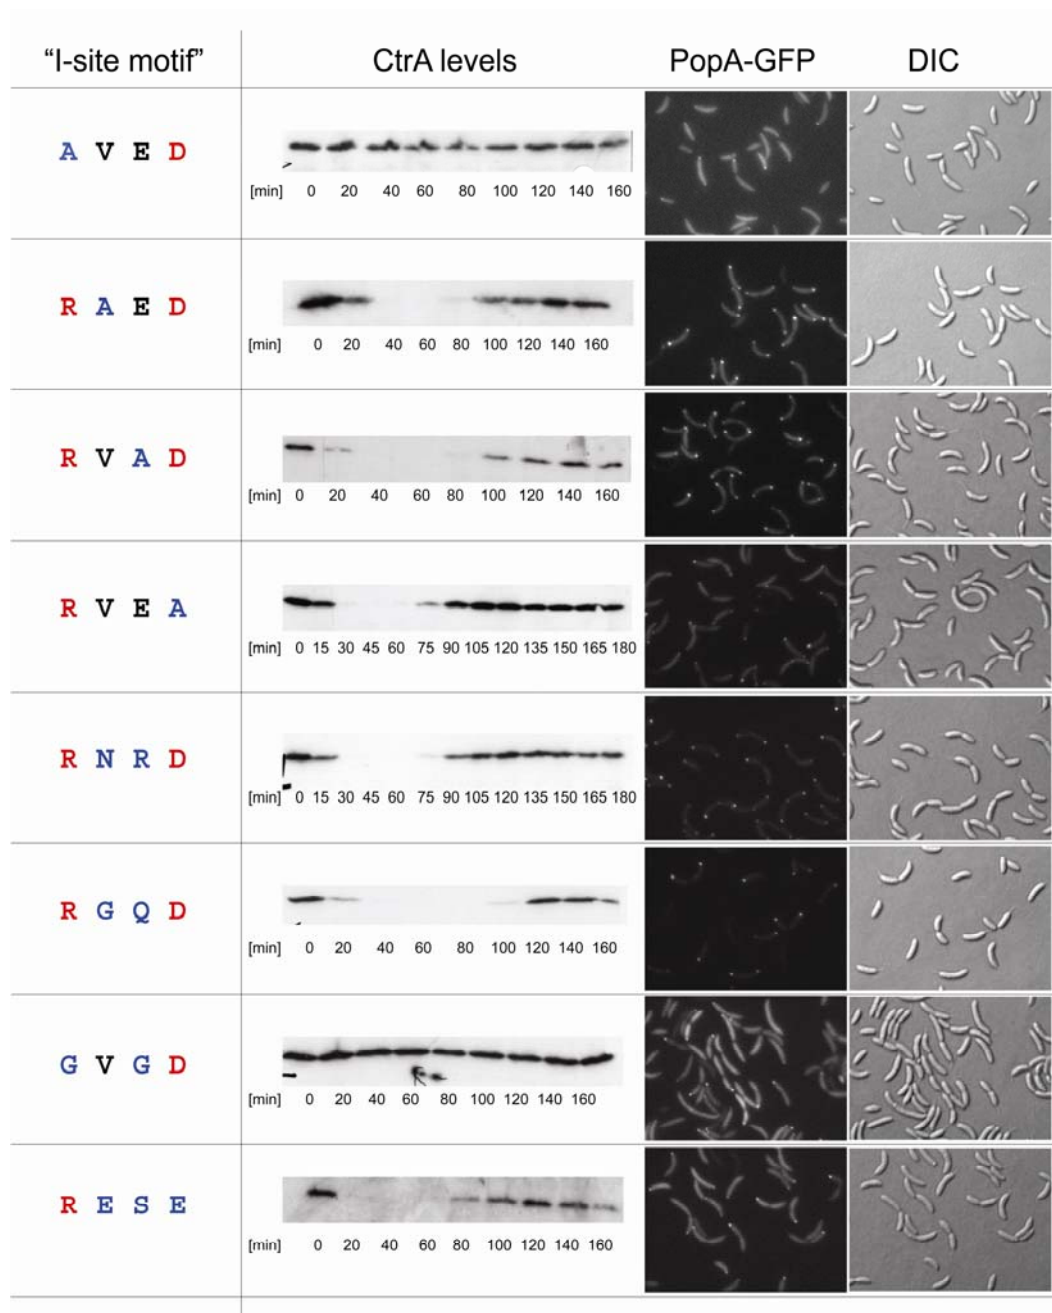 “I-site motif” CtrA levels PopA-GFP DIC
A V E D
[min] 0 20 40 60 80 100 120 140 160
R A E D
[min] 0 20 40 60 80 100 120 140 160
R V A D
[min] 0 20 40 60 80 100 120 140 160
R V E A
[min] 0 15 30 45 60 75 90 105 120 135 150 165 180
R N R D
[min] 0 15 30 45 60 75 90 105 120 135 150 165 180
R G Q D
[min] 0 20 40 60 80 100 120 140 160
G V G D
[min] 0 20 40 60 80 100 120 140 160
R E S E
[min] 0 20 40 60 80 100 120 140 160